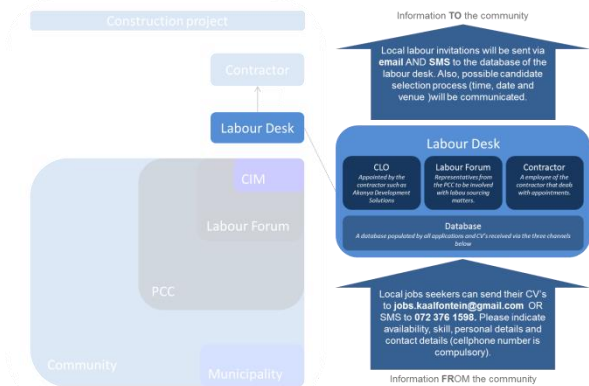 Construction project
Contractor
Labour Desk
CIM
Labour Forum
PCC
Community
Municipality
Information TO the community
Local labour invitations will be sent via
email AND SMS to the database of the
labour desk. Also, possible candidate
selection process (time, date and
venue )will be communicated.
Labour Desk
CLO
Appointed by the
contractor such as
Akanya Development
Solutions
Labour Forum
Representatives from
the PCC to be involved
with labou sourcing
matters.
Contractor
A employee of the
contractor that deals
with appointments.
Database
A database populated by all applications and CV's received via the three channels
below
Local jobs seekers can send their CV's
to jobs.kaalfontein@gmail.com OR
SMS to 072 376 1598. Please indicate
availability, skill, personal details and
contact details (cellphone number is
compulsory).
Information FROM the community